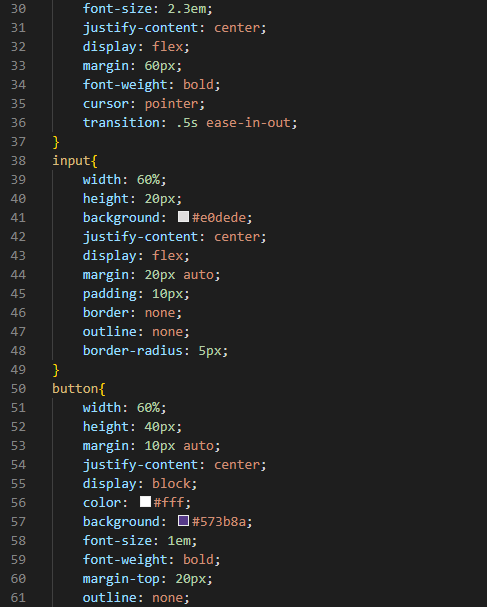 30 font-size: 2.3em;
31 justify-content: center;
32 display: flex;
33 margin: 60px;
34 font-weight: bold;
35 cursor: pointer;
36 transition: .5s ease-in-out;
37 }
38 input{
39 width: 60%;
40 height: 20px;
41 background: #e0dede;
42 justify-content: center;
43 display: flex;
44 margin: 20px auto;
45 padding: 10px;
46 border: none;
47 outline: none;
48 border-radius: 5px;
49 }
50 button{
51 width: 60%;
52 height: 40px;
53 margin: 10px auto;
54 justify-content: center;
55 display: block;
56 color: #fff;
57 background: #573b8a;
58 font-size: 1em;
59 font-weight: bold;
60 margin-top: 20px;
61 outline: none;